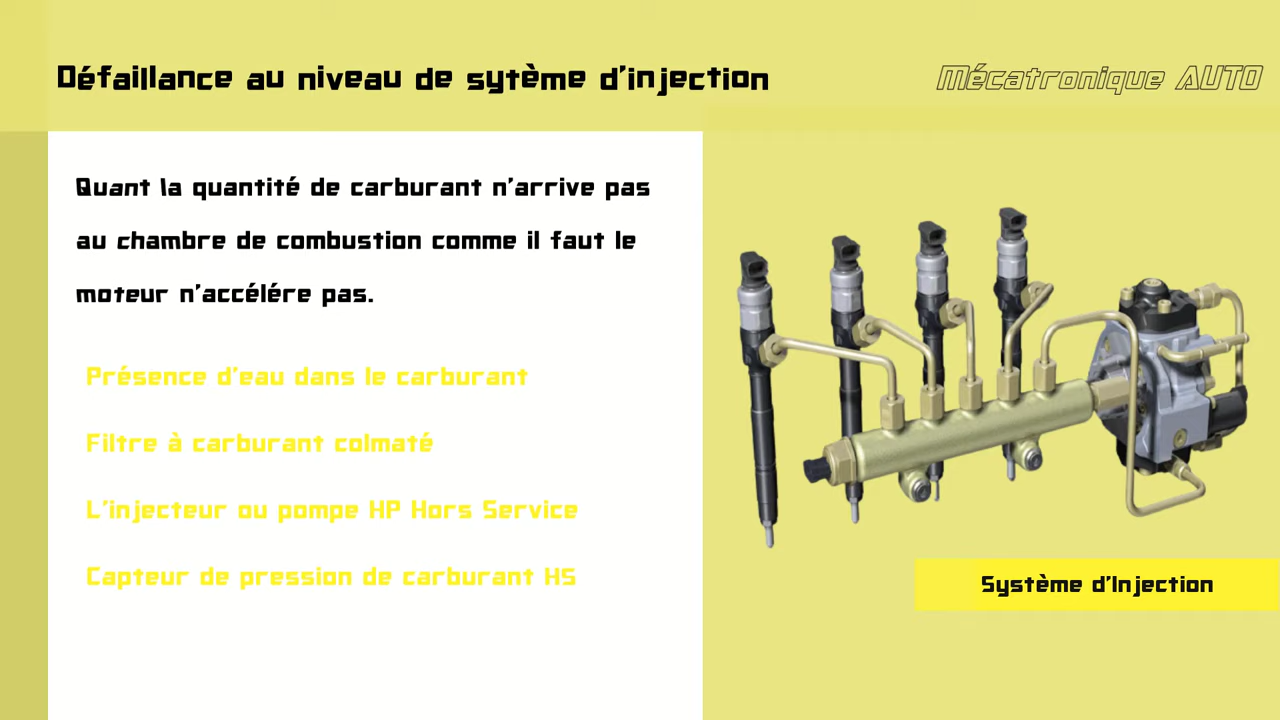 Défaillance au niveau de sytème d'injection
Mécatronique AUTO
Quant la quantité de carburant n'arrive pas
au chambre de combustion comme il faut le
moteur n'accélére pas.
Présence d'eau dans le carburant
Filtre à carburant colmaté
L'injecteur ou pompe HP Hors Service
Capteur de pression de carburant HS
Système d'Injection